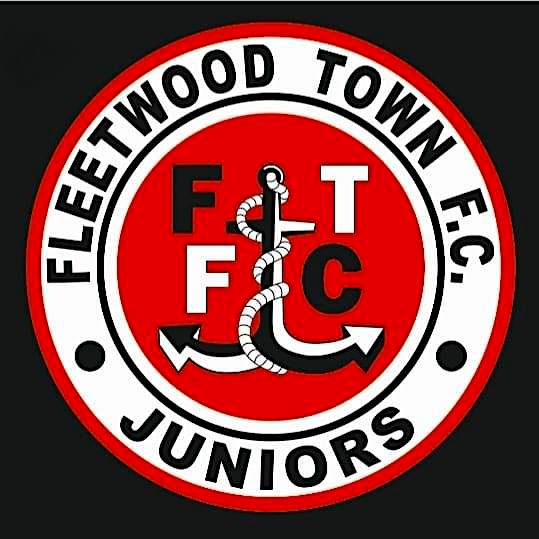 FLEETWOOD TOWN F.C.
F T
F C
JUNIORS